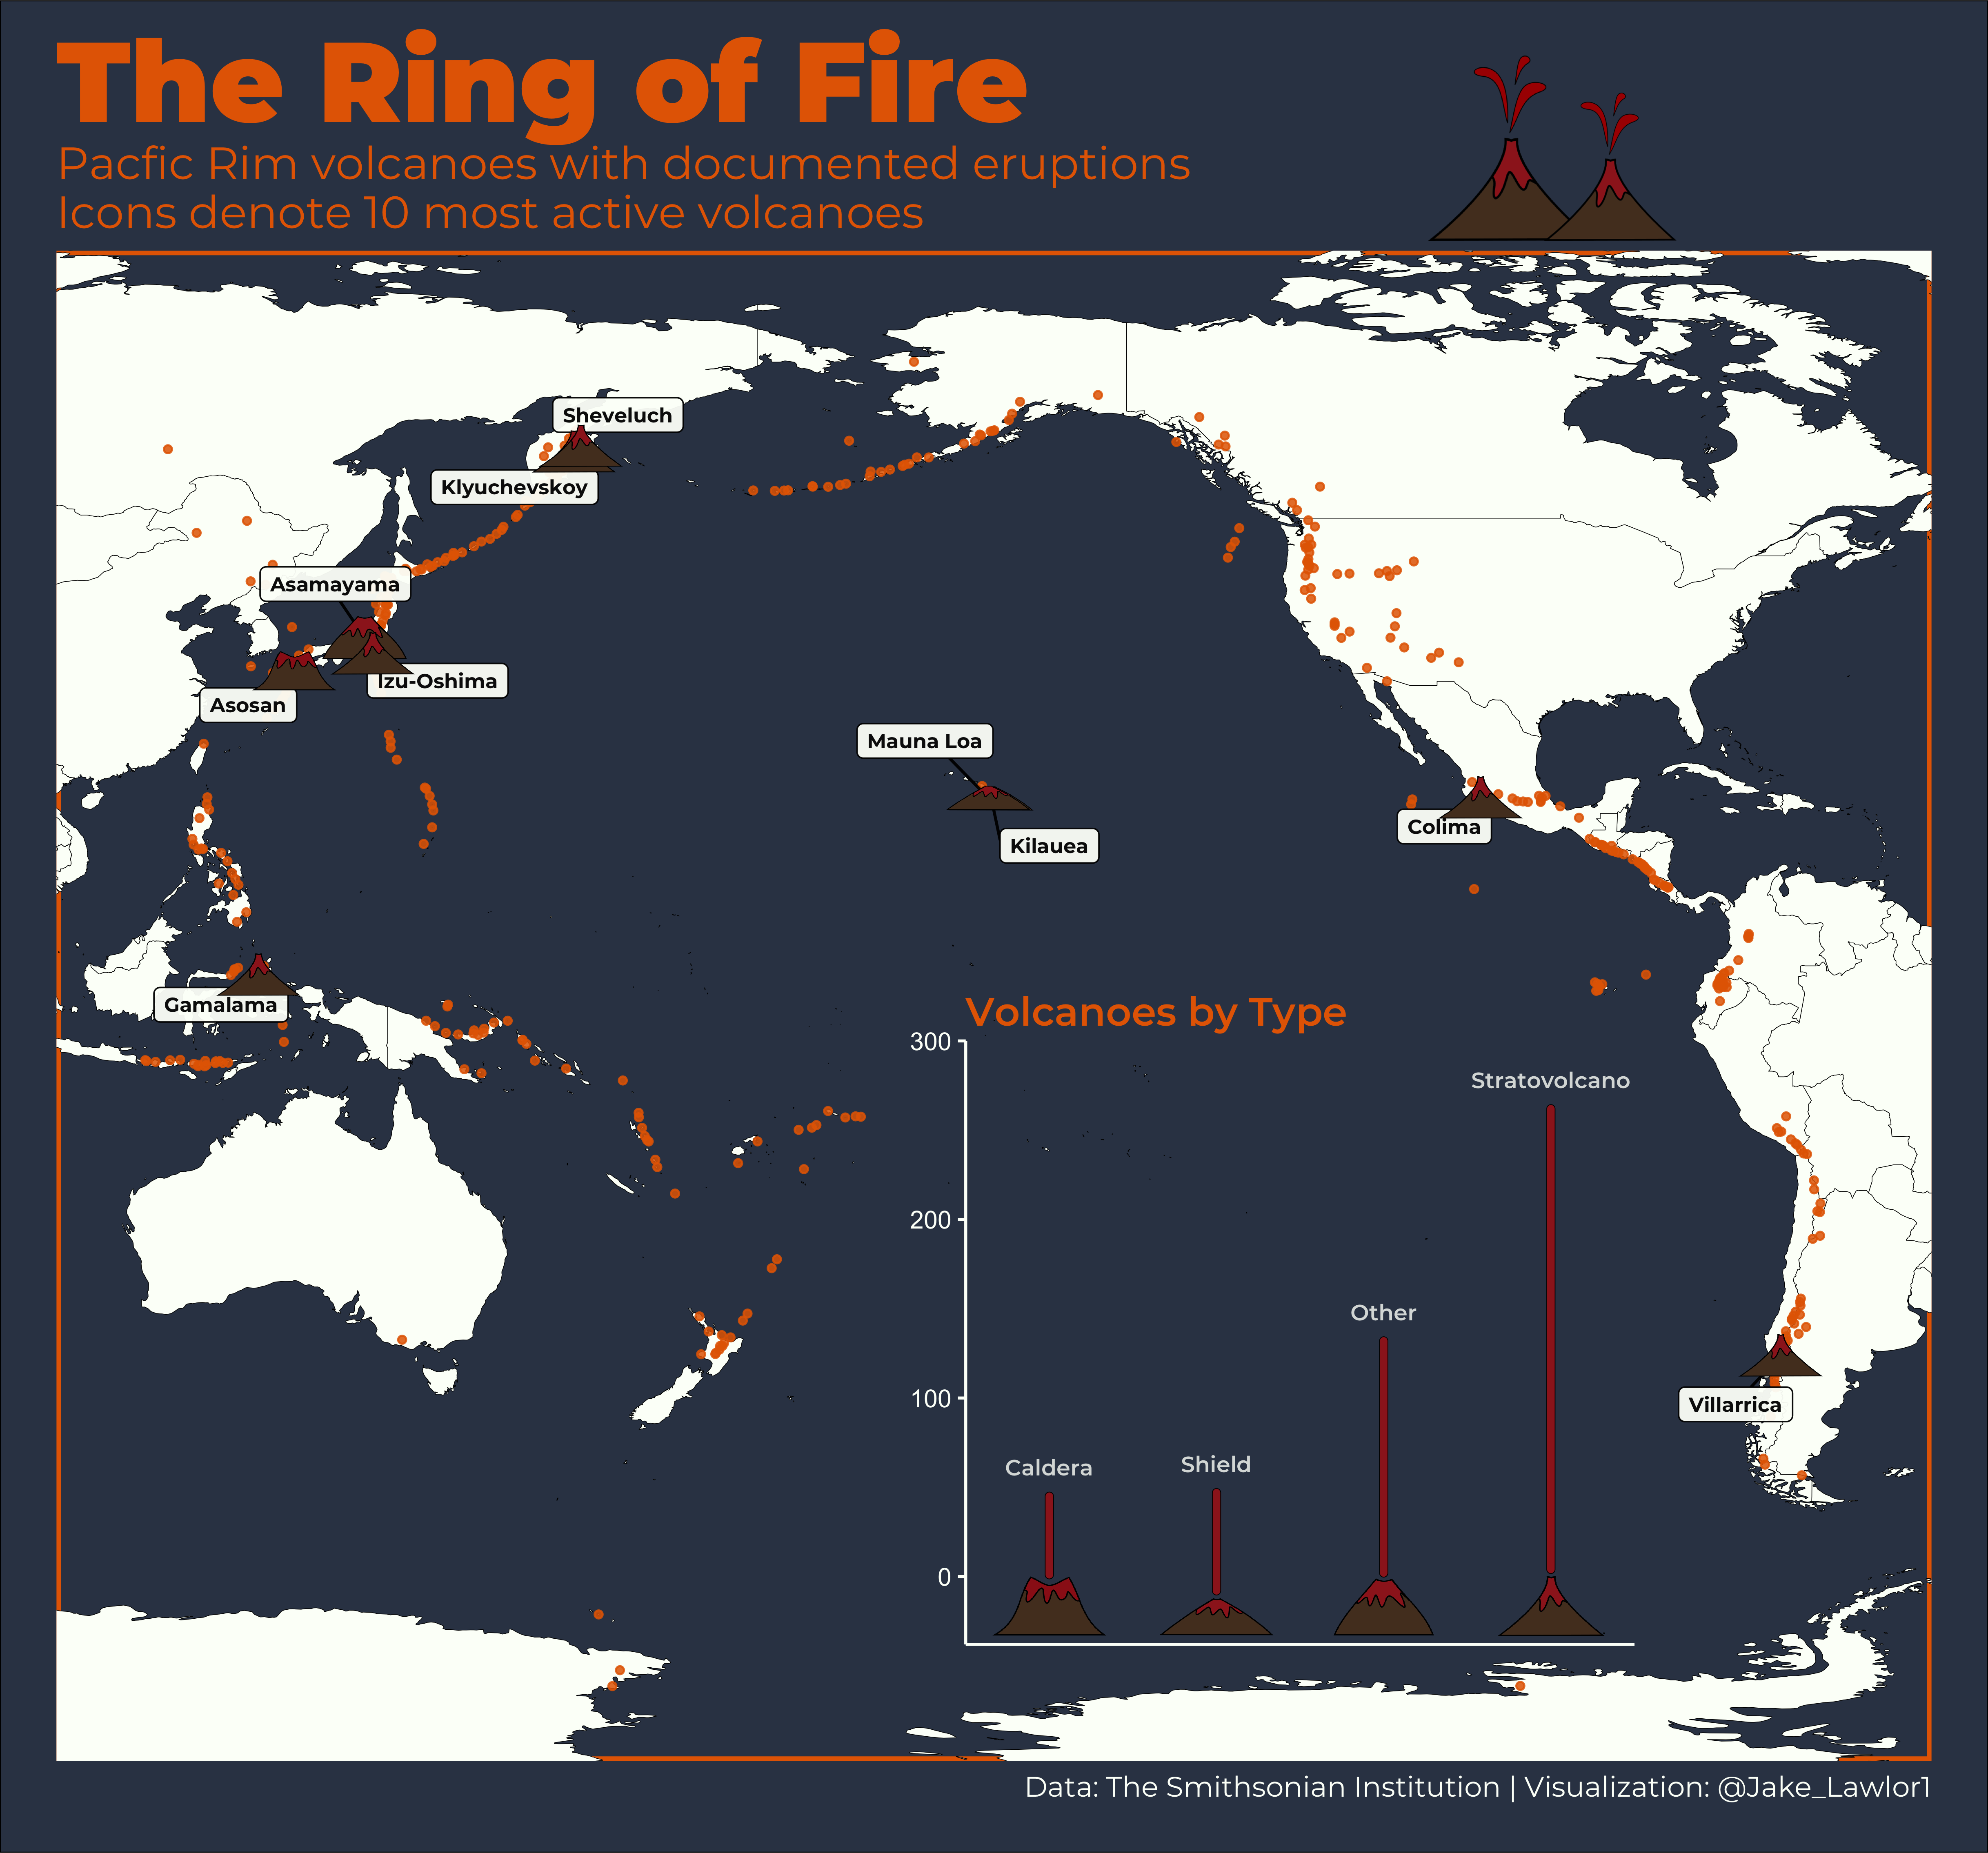 The Ring of Fire
Pacfic Rim volcanoes with documented eruptions
Icons denote 10 most active volcanoes
Sheveluch
Klyuchevskoy
Asamayama
Izu-Oshima
Asosan
Mauna Loa
Kilauea
Colima
Gamalama
Villarrica
Volcanoes by Type
300
200
100
0
Stratovolcano
Other
Shield
Caldera
Data: The Smithsonian Institution | Visualization: @Jake_Lawlor1